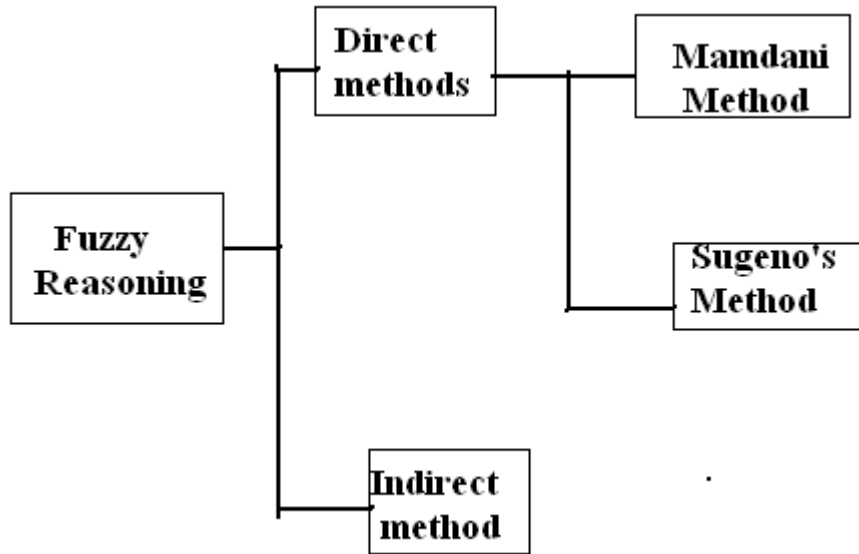 Direct
methods
Mamdani
Method
Fuzzy
Reasoning
Sugeno's
Method
Indirect
method